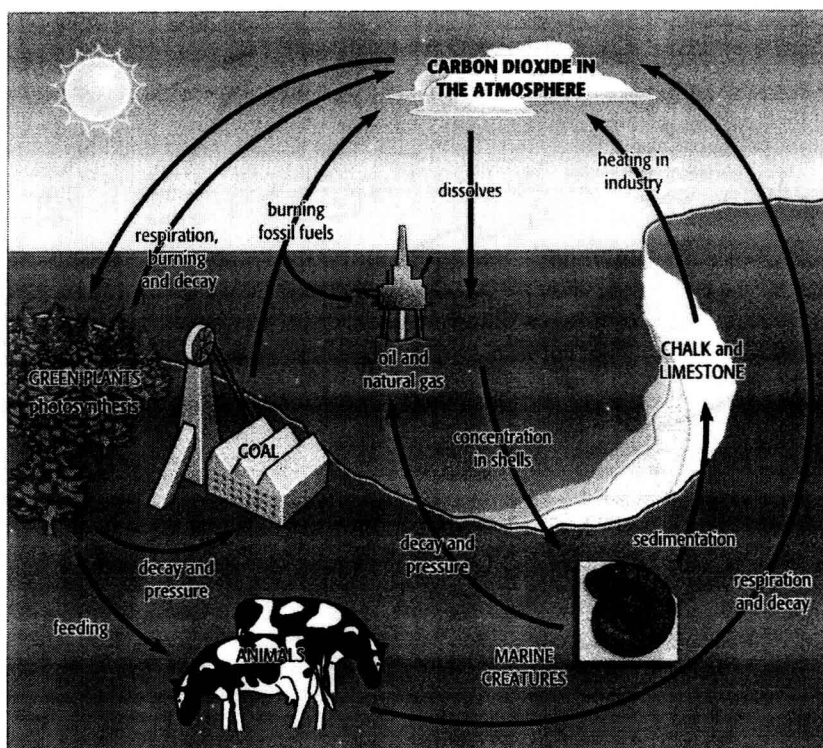 CARBON DIOXIDE IN
THE ATMOSPHERE
heating in
industry
dissolves
burning
fossil fuels
respiration,
burning
and decay
oil and
natural gas
CHALK and
LIMESTONE
GREEN PLANTS
photosynthesis
COAL
concentration
in shells
sedimentation
decay and
pressure
decay and
pressure
respiration
and decay
feeding
ANIMALS
MARINE
CREATURES